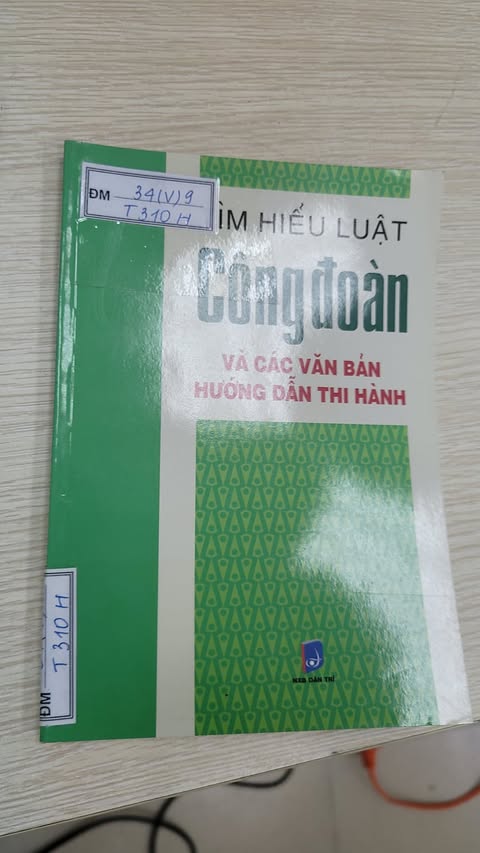 ĐM 34(V)9
T310H
ÌM HIỂU LUẬT
Công đoàn
VÀ CÁC VĂN BẢN
HƯỚNG DẪN THI HÀNH
NXB DÂN TRÍ
ĐM
T310H